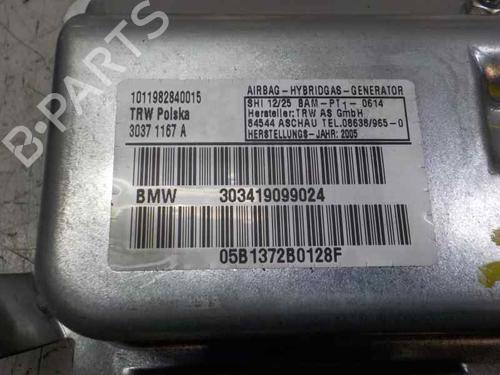 B-PARTS
1011982840015
TRW Polska
3037 1167 A
AIRBAG - HYBRIDGAS - GENERATOR
SHI 12/25 BAM-PT1-0614
Hersteller: TRW AS GmbH
84544 ASCHAU TEL.08638/965-0
HERSTELLUNGS - JAHR: 2005
BMW 303419099024
05B1372B0128F